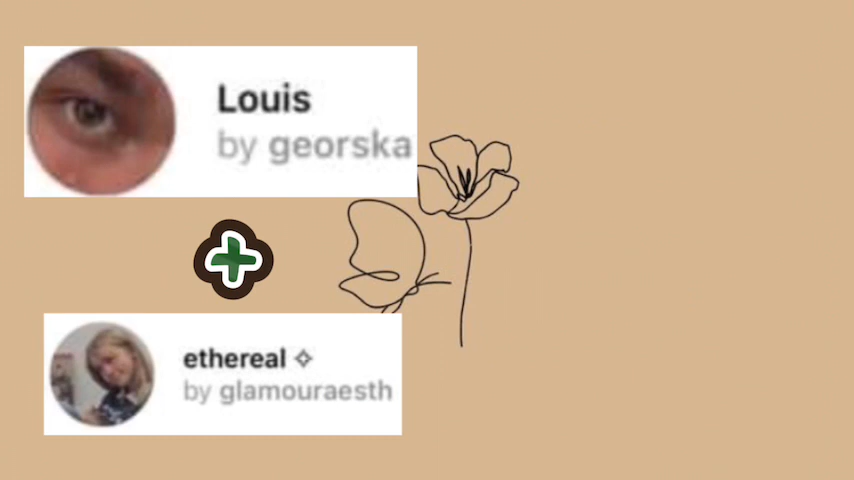 Louis
by georska
ethereal ✧
by glamouraesth